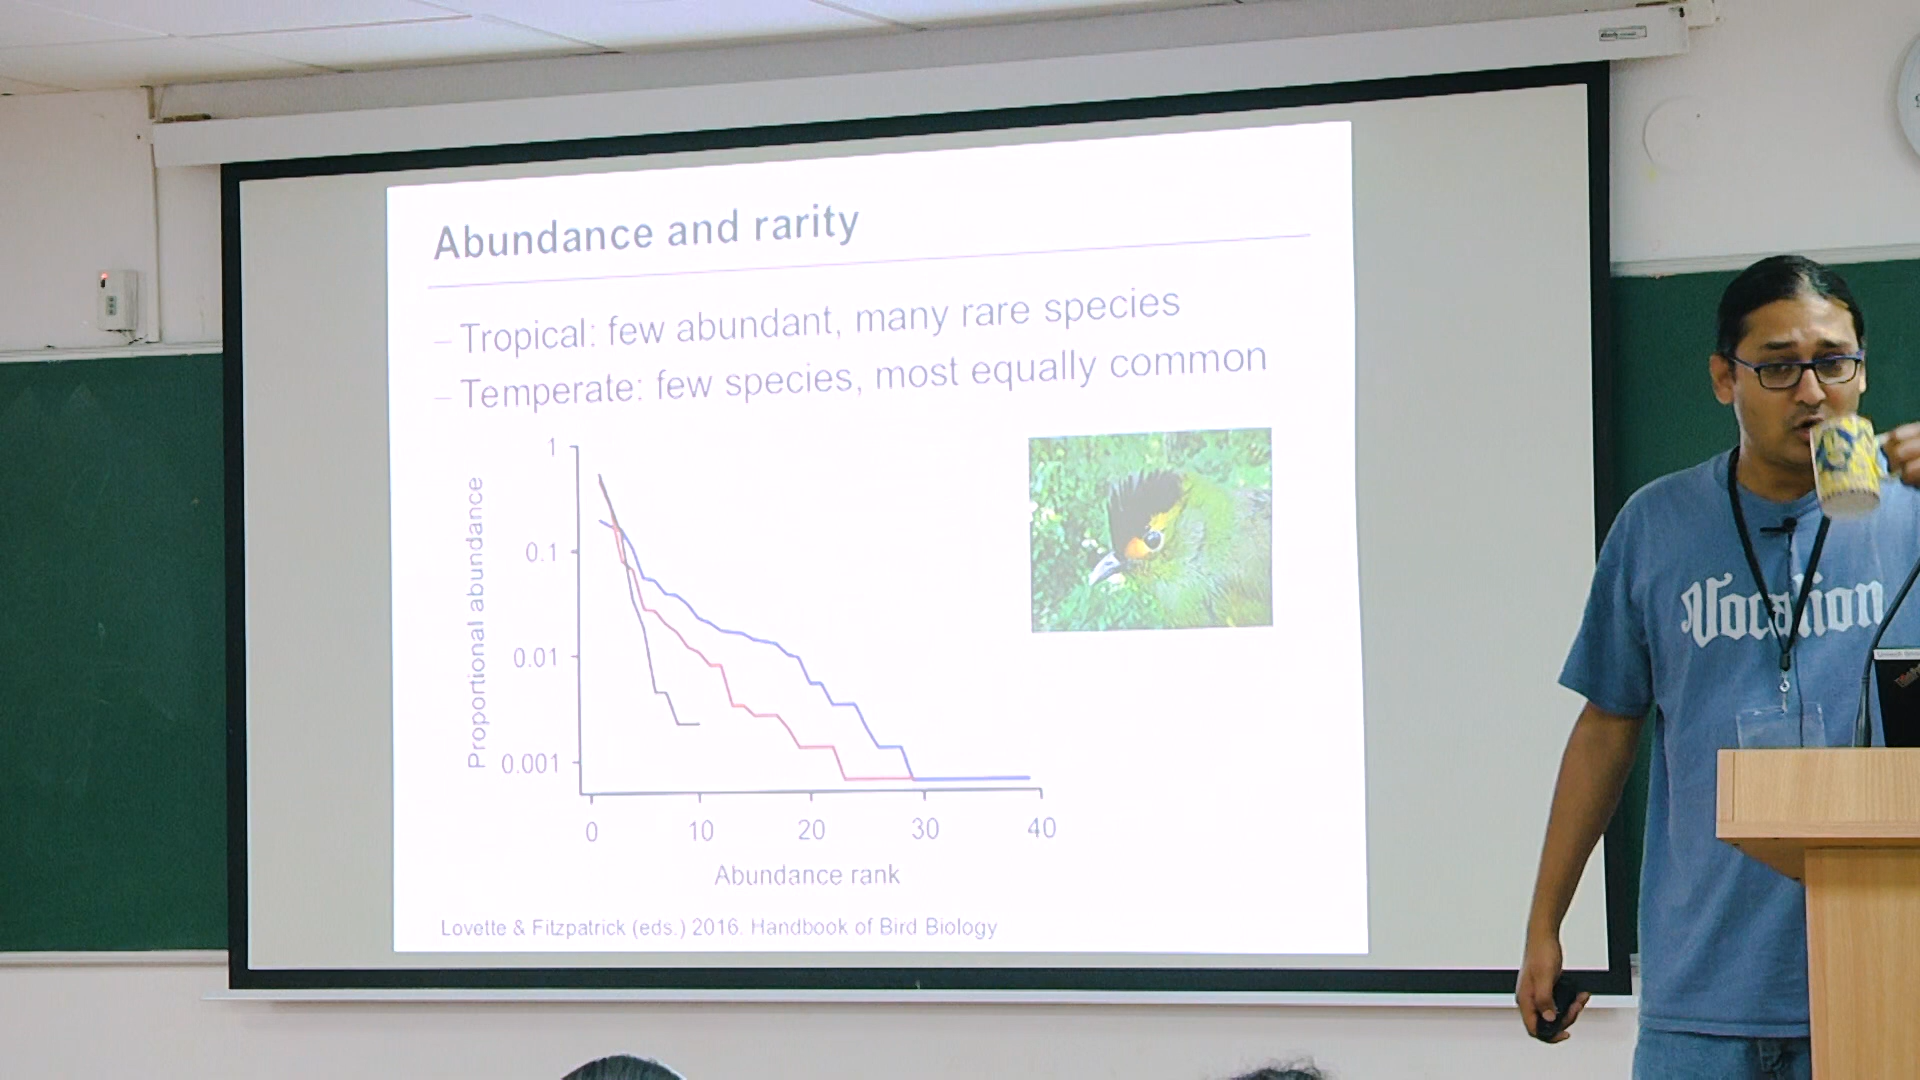 Abundance and rarity
– Tropical: few abundant, many rare species
– Temperate: few species, most equally common
Proportional abundance
1
0.1
0.01
0.001
0 10 20 30 40
Abundance rank
Lovette & Fitzpatrick (eds.) 2016. Handbook of Bird Biology
Vocation